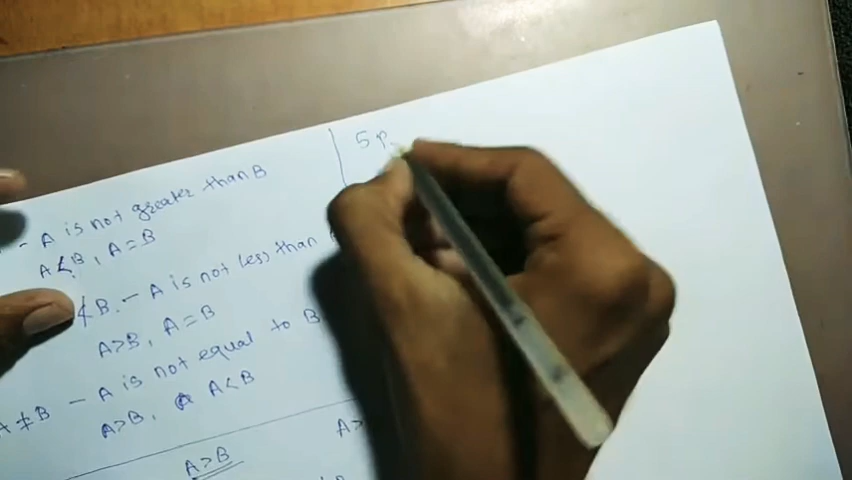 - A is not greater than B
A<B, A=B
≮B. - A is not less than
A>B, A=B
A≠B - A is not equal to B
A>B, A<B
A>B
5 p
A>